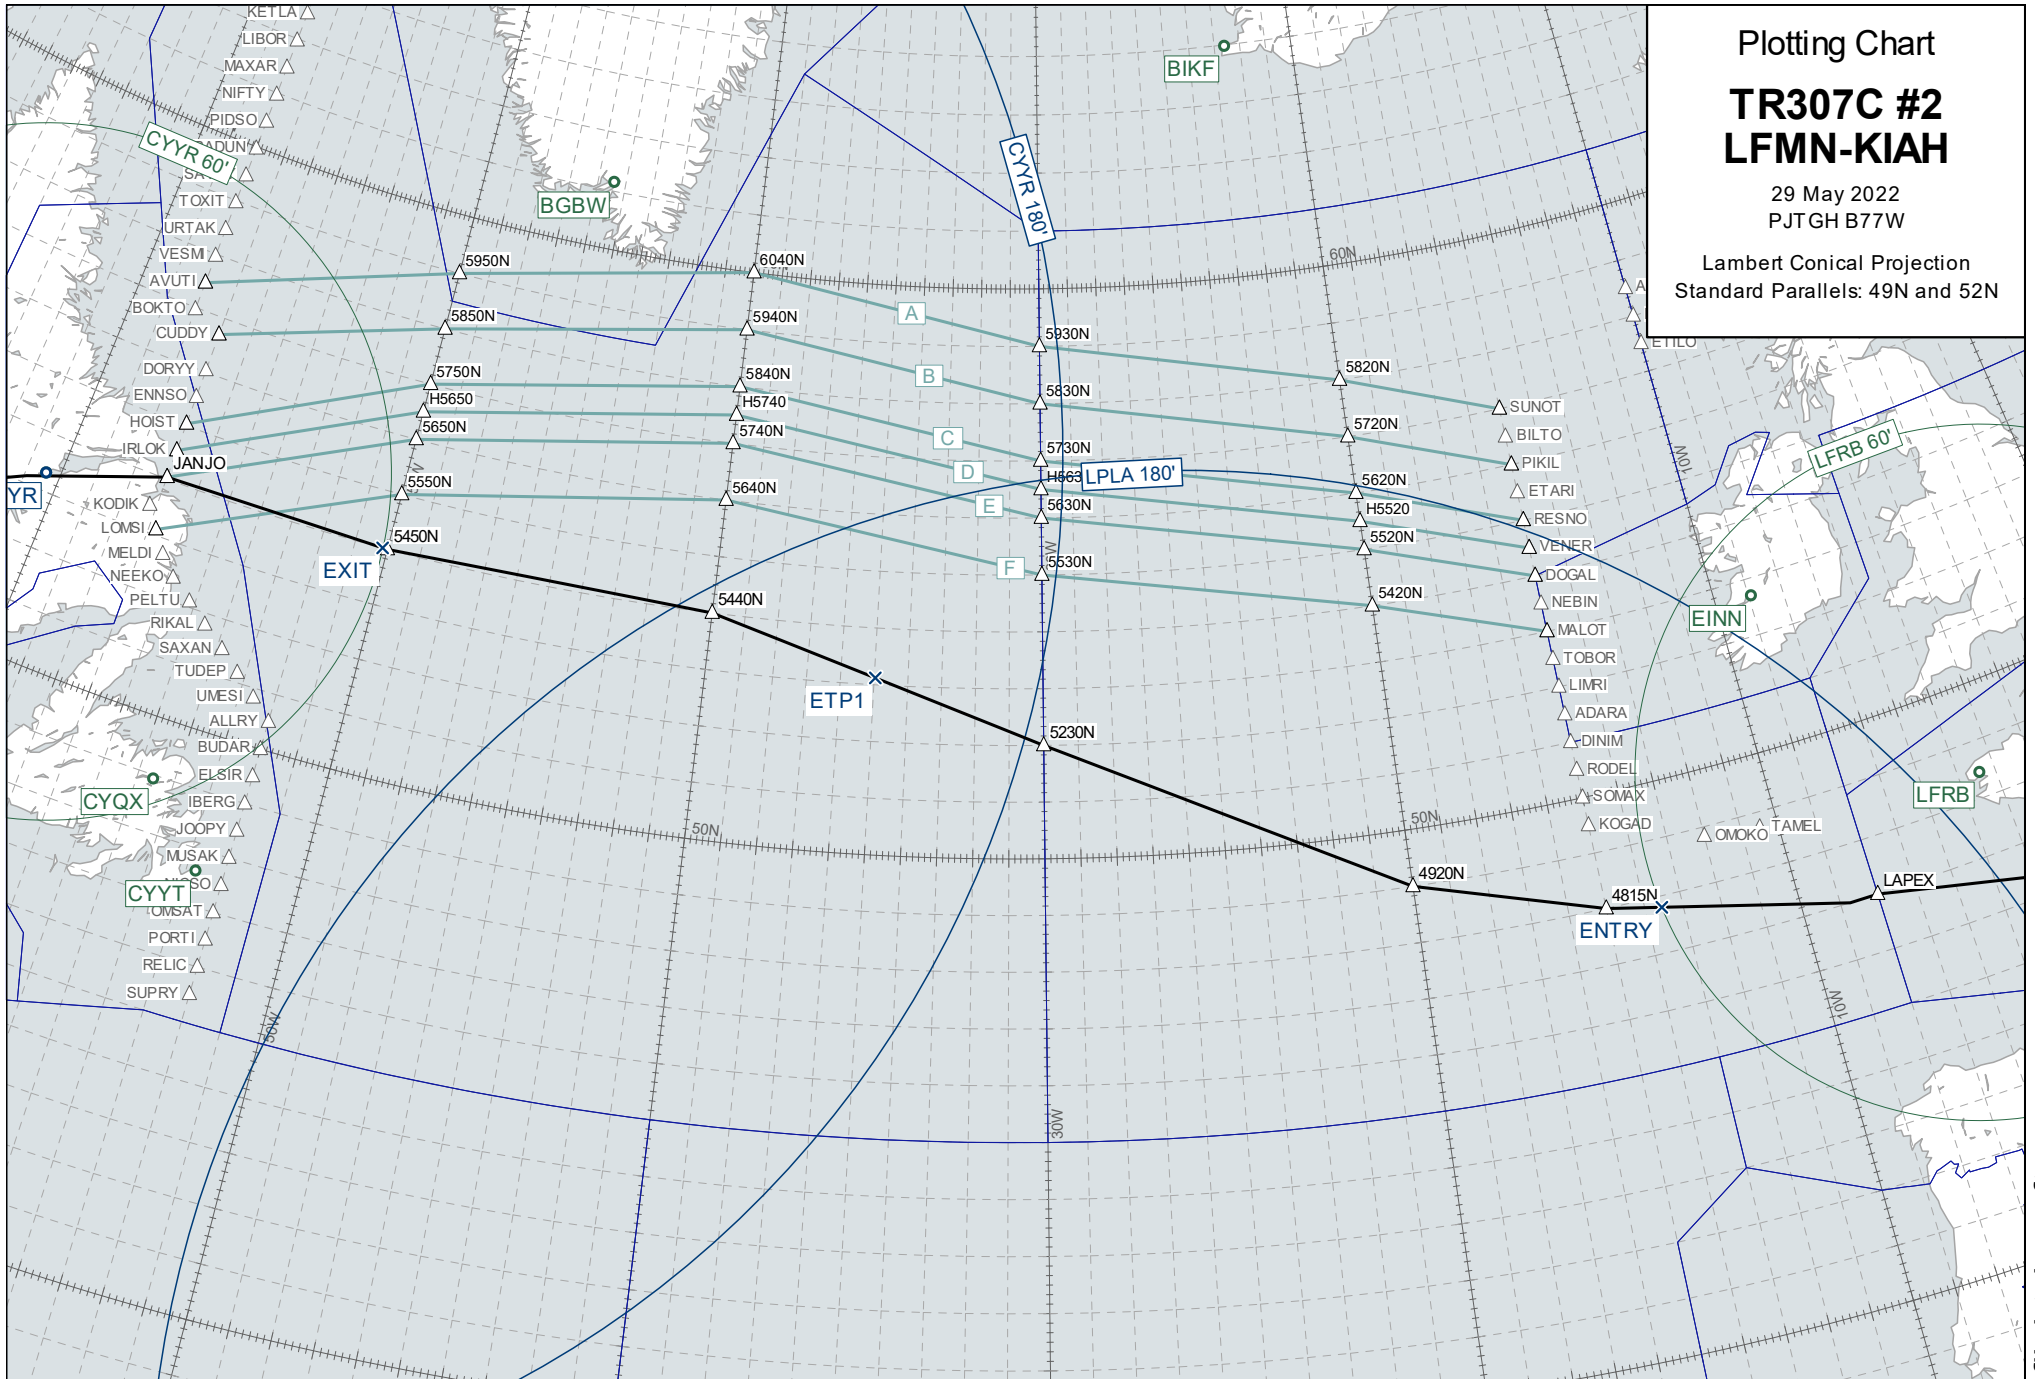 Plotting Chart
TR307C #2
LFMN-KIAH
29 May 2022
PJTGH B77W
Lambert Conical Projection
Standard Parallels: 49N and 52N
KETLA
LIBOR
MAXAR
NIFTY
PIDSO
CYYR 60'
TOXIT
URTAK
VESMI
AVUTI
BOKTO
CUDDY
DORYY
ENNSO
HOIST
IRLOK
JANJO
YR
KODIK
LOMSI
MELDI
NEEKO
PELTU
RIKAL
SAXAN
TUDEP
UMESI
ALLRY
BUDAR
ELSIR
IBERG
JOOPY
MUSAK
OMSAT
PORTI
RELIC
SUPRY
CYQX
CYYT
BGBW
BIKF
CYYR 180'
LPLA 180'
60N
5950N
6040N
5850N
5940N
5750N
5840N
H5650
H5740
5650N
5740N
5550N
5640N
5450N
5440N
EXIT
ETP1
A
B
C
D
E
F
5930N
5830N
5730N
H563
5630N
5530N
5230N
5820N
5720N
5620N
H5520
5520N
5420N
4920N
4815N
ENTRY
LAPEX
SUNOT
BILTO
PIKIL
ETARI
RESNO
VENER
DOGAL
NEBIN
MALOT
TOBOR
LIMRI
ADARA
DINIM
RODEL
SOMAX
KOGAD
OMOKO
TAMEL
A
ETILO
LFRB 60'
EINN
LFRB
10W
50N
50N
50W
30W
10W